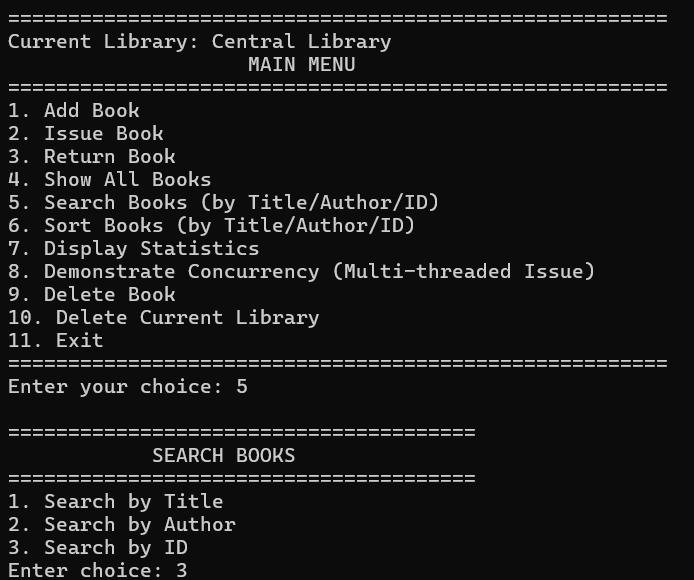 =======================================================
Current Library: Central Library
                    MAIN MENU
=======================================================
1. Add Book
2. Issue Book
3. Return Book
4. Show All Books
5. Search Books (by Title/Author/ID)
6. Sort Books (by Title/Author/ID)
7. Display Statistics
8. Demonstrate Concurrency (Multi-threaded Issue)
9. Delete Book
10. Delete Current Library
11. Exit
=======================================================
Enter your choice: 5

=======================================
            SEARCH BOOKS
=======================================
1. Search by Title
2. Search by Author
3. Search by ID
Enter choice: 3